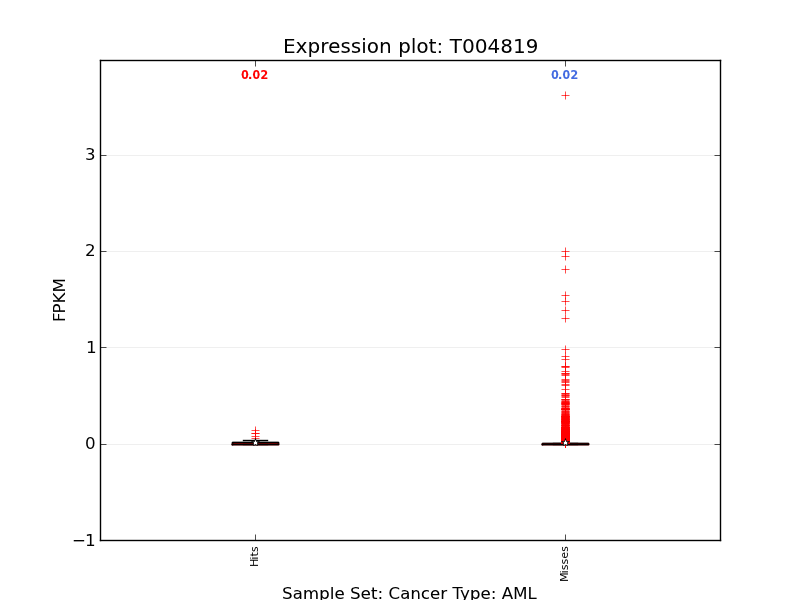 Expression plot: T004819
0.02
0.02
3
2
1
0
−1
FPKM
Hits
Misses
Sample Set: Cancer Type: AML